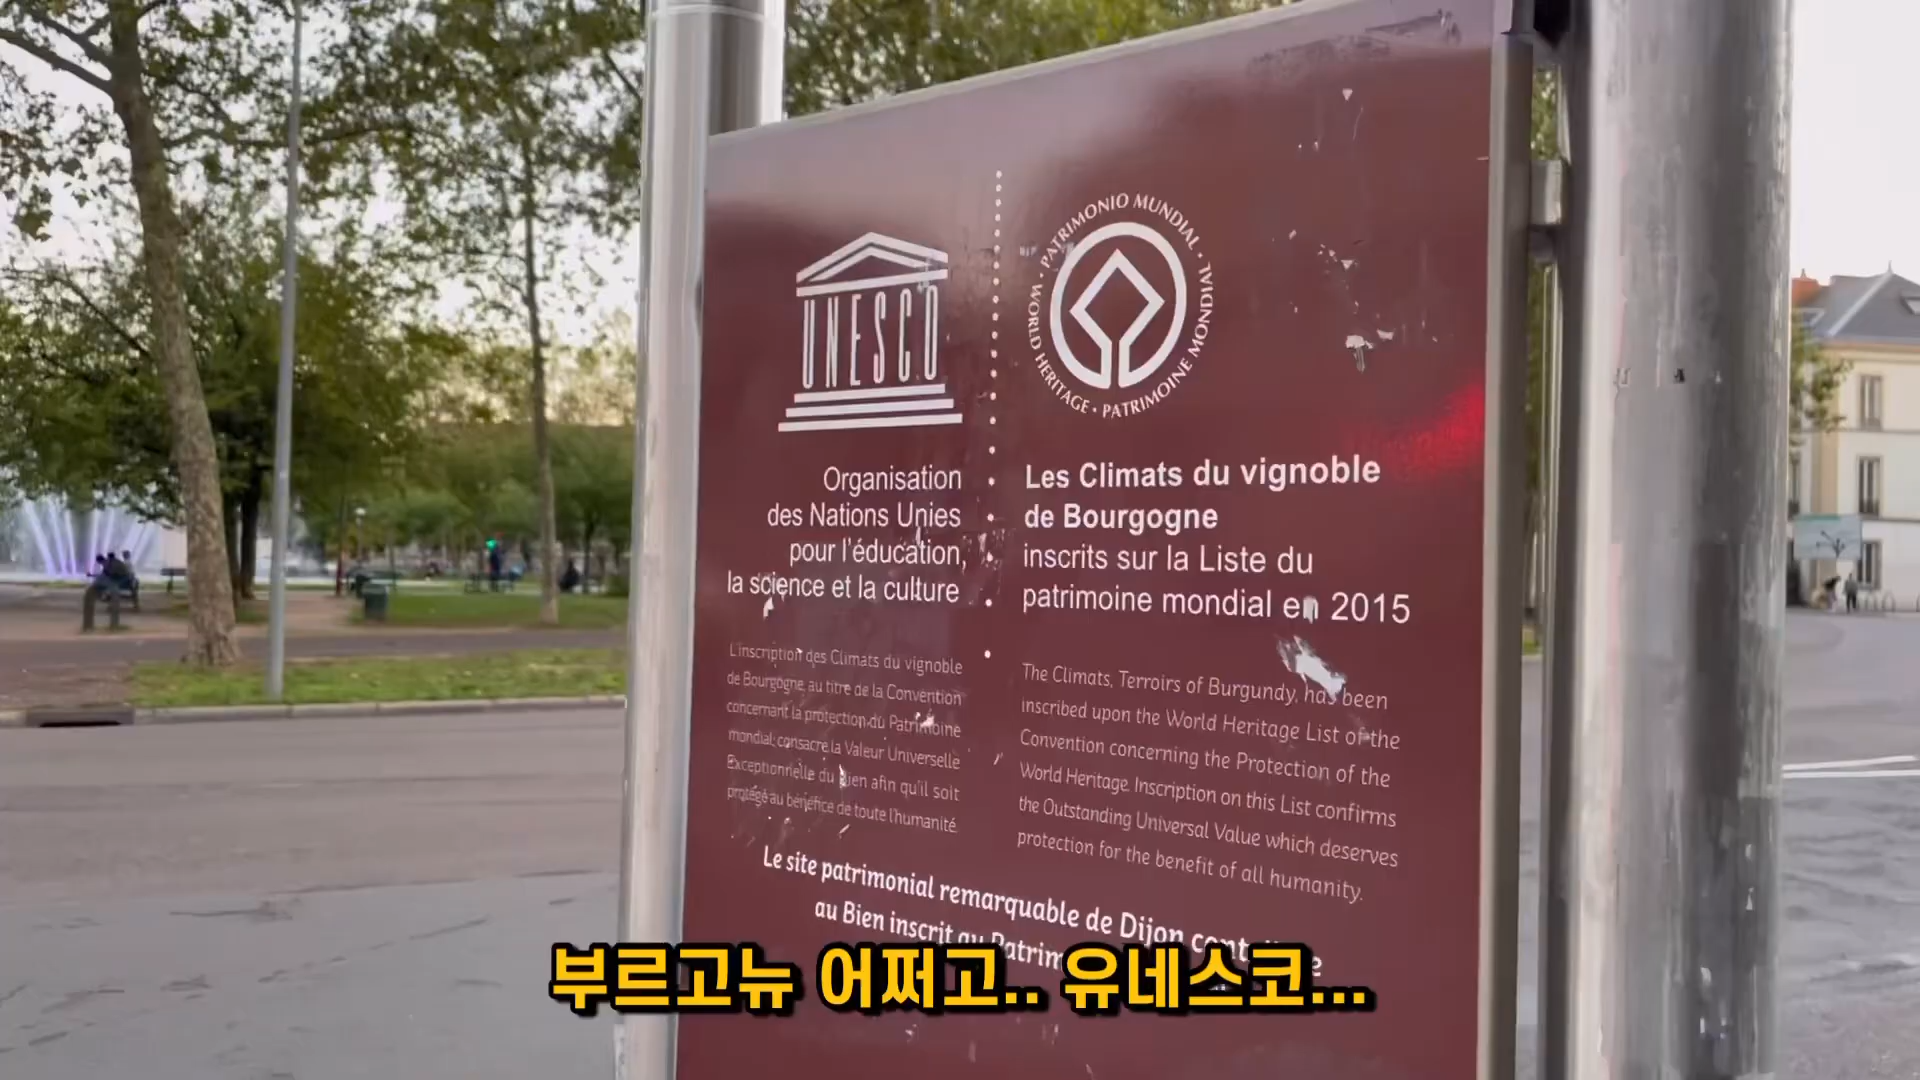 UNESCO
PATRIMONIO MUNDIAL • WORLD HERITAGE • PATRIMOINE MONDIAL •
Organisation
des Nations Unies
pour l'éducation,
la science et la culture
Les Climats du vignoble
de Bourgogne
inscrits sur la Liste du
patrimoine mondial en 2015
L'inscription des Climats du vignoble
de Bourgogne au titre de la Convention
concernant la protection du Patrimoine
mondial, consacre la Valeur Universelle
Exceptionnelle du Bien afin qu'il soit
protégé au bénéfice de toute l'humanité.
The Climats, Terroirs of Burgundy, has been
inscribed upon the World Heritage List of the
Convention concerning the Protection of the
World Heritage. Inscription on this List confirms
the Outstanding Universal Value which deserves
protection for the benefit of all humanity.
Le site patrimonial remarquable de Dijon
au Bien inscrit au
부르고뉴 어쩌고.. 유네스코...